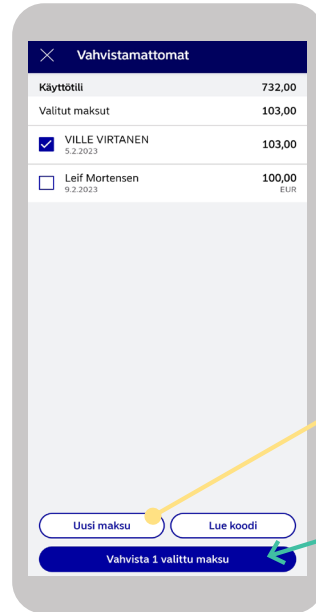 Vahvistamattomat
Käyttötili 732,00
Valitut maksut 103,00
VILLE VIRTANEN 103,00
5.2.2023
Leif Mortensen 100,00
9.2.2023 EUR
Uusi maksu Lue koodi
Vahvista 1 valittu maksu